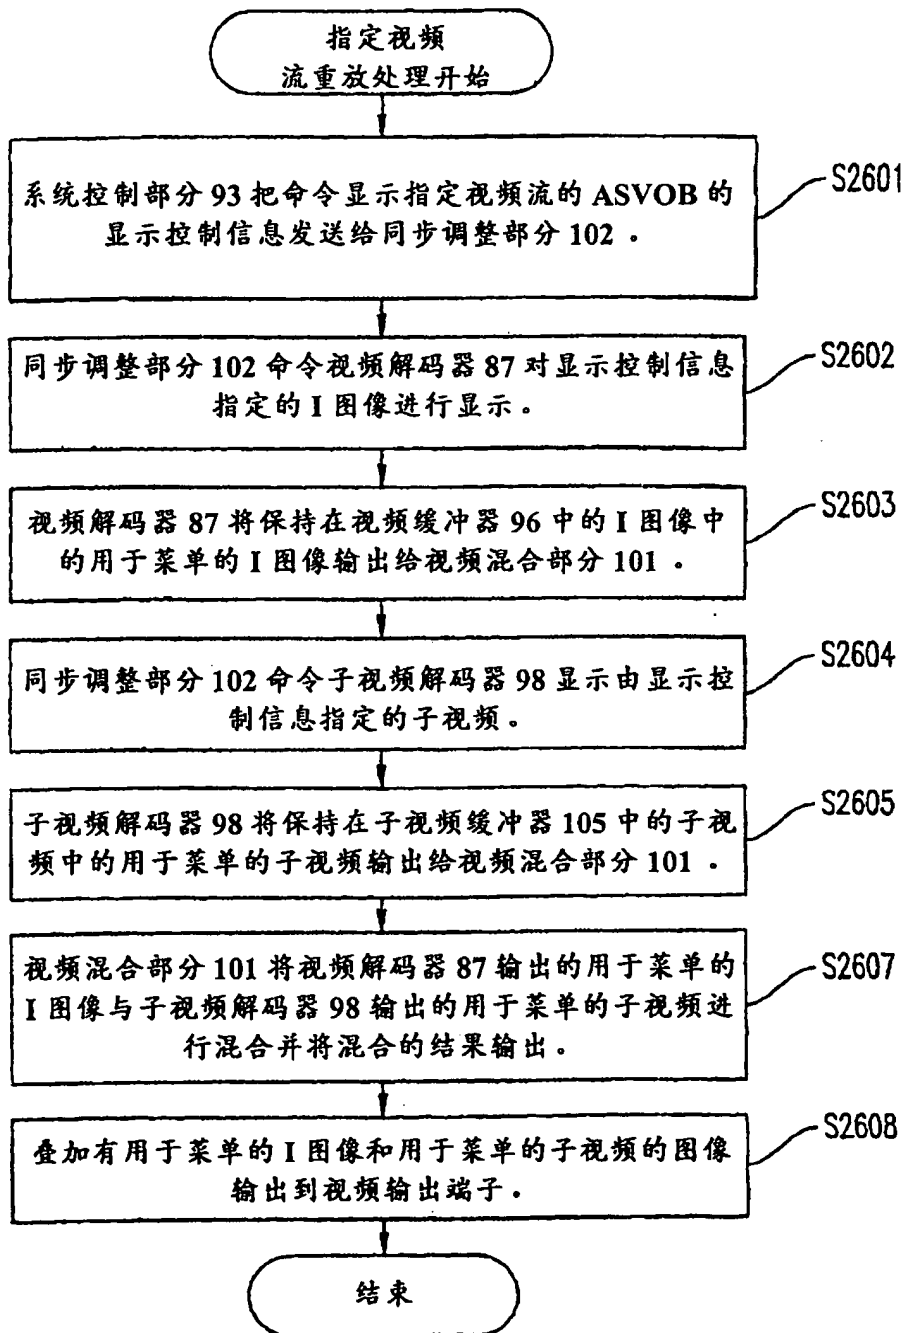 指定视频
流重放处理开始
系统控制部分 93 把命令显示指定视频流的 ASVOB 的
显示控制信息发送给同步调整部分 102 。
S2601
同步调整部分 102 命令视频解码器 87 对显示控制信息
指定的 I 图像进行显示。
S2602
视频解码器 87 将保持在视频缓冲器 96 中的 I 图像中
的用于菜单的 I 图像输出给视频混合部分 101 。
S2603
同步调整部分 102 命令子视频解码器 98 显示由显示控
制信息指定的子视频。
S2604
子视频解码器 98 将保持在子视频缓冲器 105 中的子视
频中的用于菜单的子视频输出给视频混合部分 101 。
S2605
视频混合部分 101 将视频解码器 87 输出的用于菜单的
I 图像与子视频解码器 98 输出的用于菜单的子视频进
行混合并将混合的结果输出。
S2607
叠加有用于菜单的 I 图像和用于菜单的子视频的图像
输出到视频输出端子。
S2608
结束